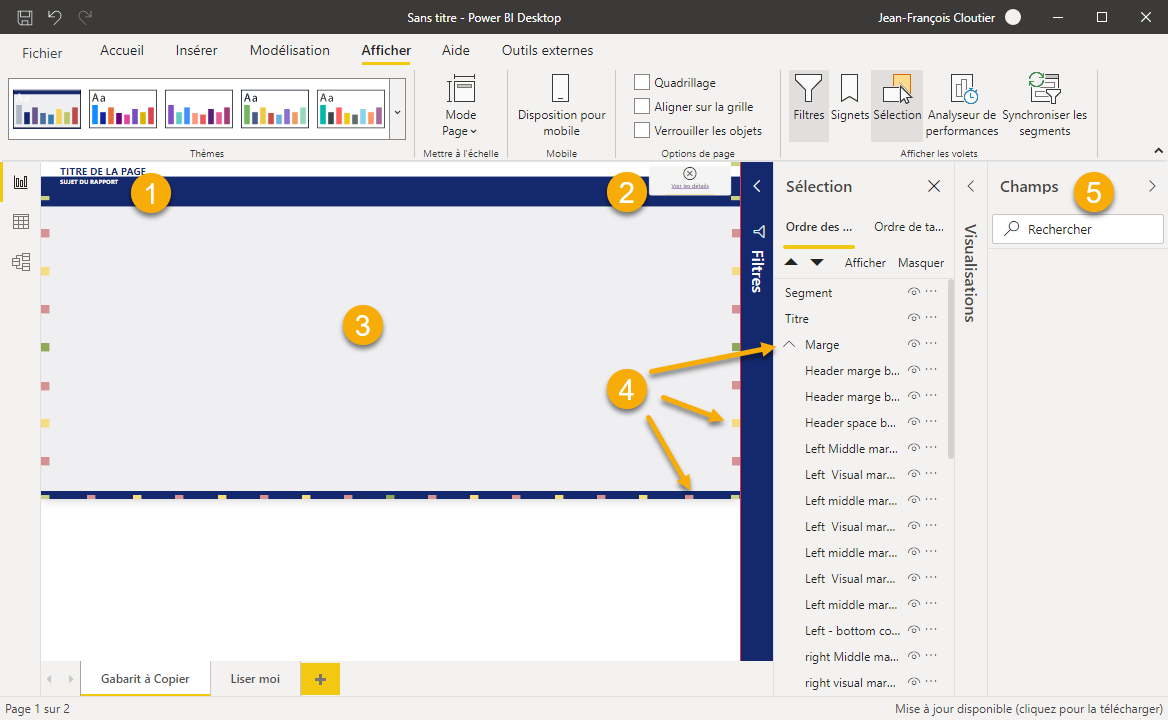 Sans titre - Power BI Desktop
Jean-François Cloutier
Fichier
Accueil
Insérer
Modélisation
Afficher
Aide
Outils externes
Aa
Aa
Aa
Aa
Thèmes
Mode
Page
Mettre à l'échelle
Disposition pour
mobile
Mobile
Quadrillage
Aligner sur la grille
Verrouiller les objets
Options de page
Filtres
Signets
Sélection
Analyseur de
performances
Synchroniser les
segments
Afficher les volets
TITRE DE LA PAGE
SUJET DU RAPPORT
1
2
Voir les détails
3
4
5
Filtres
Sélection
Ordre des ...
Ordre de ta...
Afficher
Masquer
Segment
Titre
Marge
Header marge b...
Header marge b...
Header space b...
Left Middle mar...
Left Visual mar...
Left middle mar...
Left Visual mar...
Left middle mar...
Left Visual mar...
Left middle mar...
Left - bottom co...
right Middle ma...
right visual mar...
Visualisations
Champs
Rechercher
Gabarit à Copier
Liser moi
Page 1 sur 2
Mise à jour disponible (cliquez pour la télécharger)